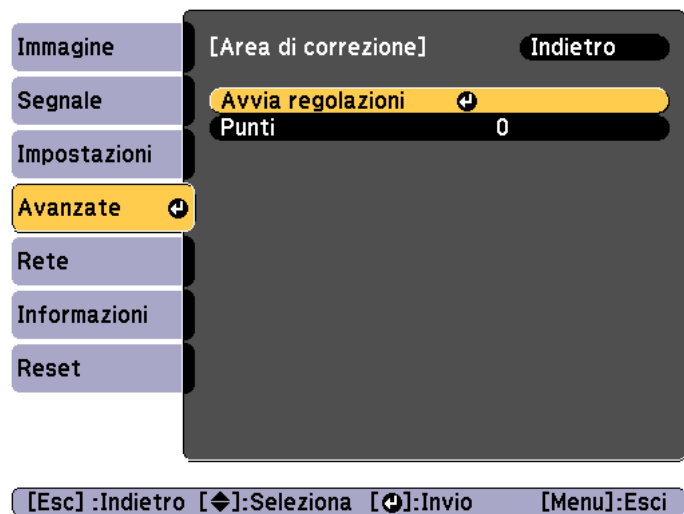 Immagine
Segnale
Impostazioni
Avanzate
Rete
Informazioni
Reset
[Area di correzione]
Indietro
Avvia regolazioni
Punti 0
[Esc] :Indietro [◆]:Seleziona [⏎]:Invio [Menu]:Esci